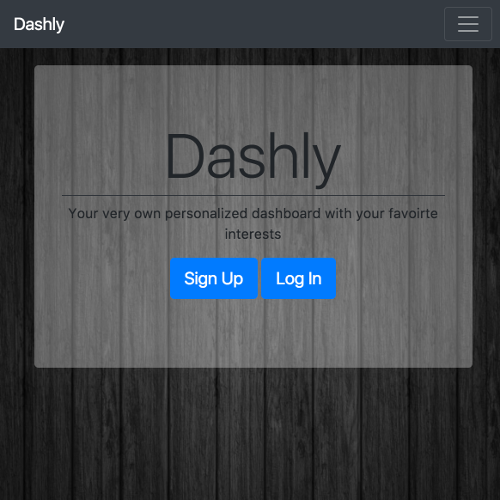 Dashly
Dashly
Your very own personalized dashboard with your favoirte
interests
Sign Up Log In